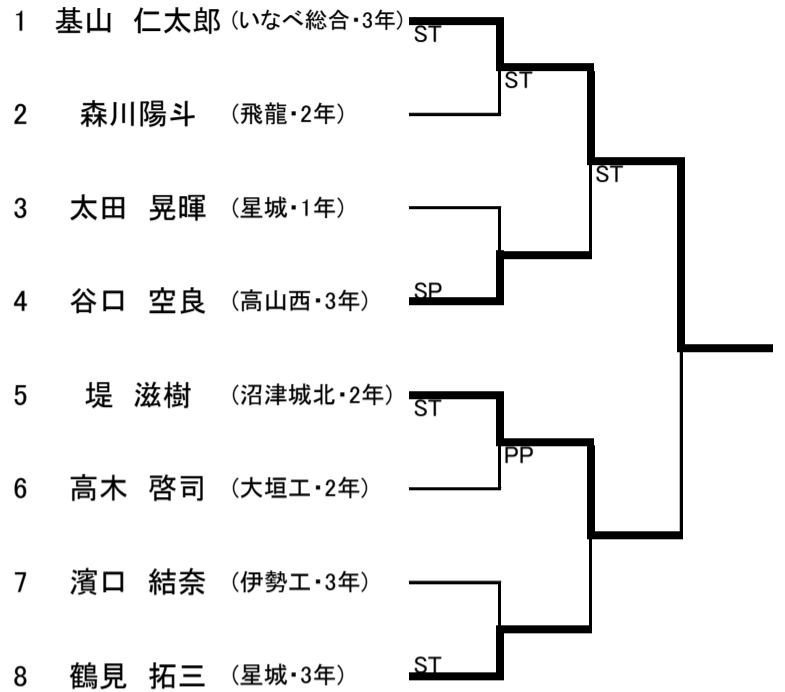 1 基山 仁太郎 (いなべ総合・3年) ST
ST
2 森川陽斗 (飛龍・2年)
ST
3 太田 晃暉 (星城・1年)
4 谷口 空良 (高山西・3年) SP
5 堤 滋樹 (沼津城北・2年) ST
PP
6 高木 啓司 (大垣工・2年)
7 濱口 結奈 (伊勢工・3年)
8 鶴見 拓三 (星城・3年) ST